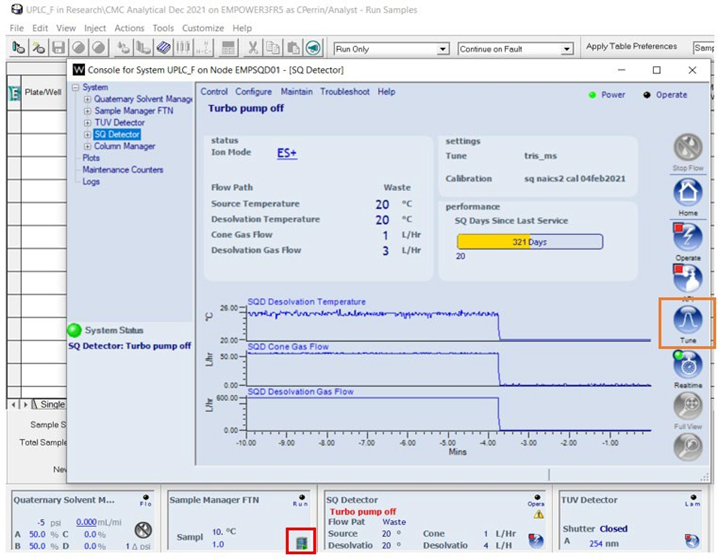 UPLC_F in Research\CMC Analytical Dec 2021 on EMPOWER3FR5 as CPerrin/Analyst - Run Samples
File Edit View Inject Actions Tools Customize Help
Run Only Continue on Fault Apply Table Preferences Samp
Console for System UPLC_F on Node EMPSQD01 - [SQ Detector]
Plate/Well
System
Quaternary Solvent Manage
Sample Manager FTN
TUV Detector
SQ Detector
Column Manager
Plots
Maintenance Counters
Logs
Control Configure Maintain Troubleshoot Help
Power Operate
Turbo pump off
status
Ion Mode ES+
Flow Path Waste
Source Temperature 20 °C
Desolvation Temperature 20 °C
Cone Gas Flow 1 L/Hr
Desolvation Gas Flow 3 L/Hr
settings
Tune tris_ms
Calibration sq naics2 cal 04feb2021
performance
SQ Days Since Last Service
321 Days
20
Stop Flow
Home
Operate
API
Tune
Realtime
Full View
SQD Desolvation Temperature
26.00
°C
20.00
SQD Cone Gas Flow
50.00
L/hr
0.00
SQD Desolvation Gas Flow
600.00
L/hr
0.00
-10.00 -9.00 -8.00 -7.00 -6.00 -5.00 -4.00 -3.00 -2.00 -1.00
Mins
System Status
SQ Detector: Turbo pump off
Single
Sample S
Total Sample
Nev
Quaternary Solvent M...
Flo
-5 psi 0.000 mL/mi
A 50.0 % C 0.0 %
B 50.0 % D 0.0 % 1 Δ psi
Sample Manager FTN
Run
Sampl 10. °C
1.0
SQ Detector
Opera
Turbo pump off
Flow Pat Waste
Source 20 ° Cone 1 L/Hr
Desolvatio 20 ° Desolvatio 4 L/H
TUV Detector
Lam
Shutter Closed
A 254 nm